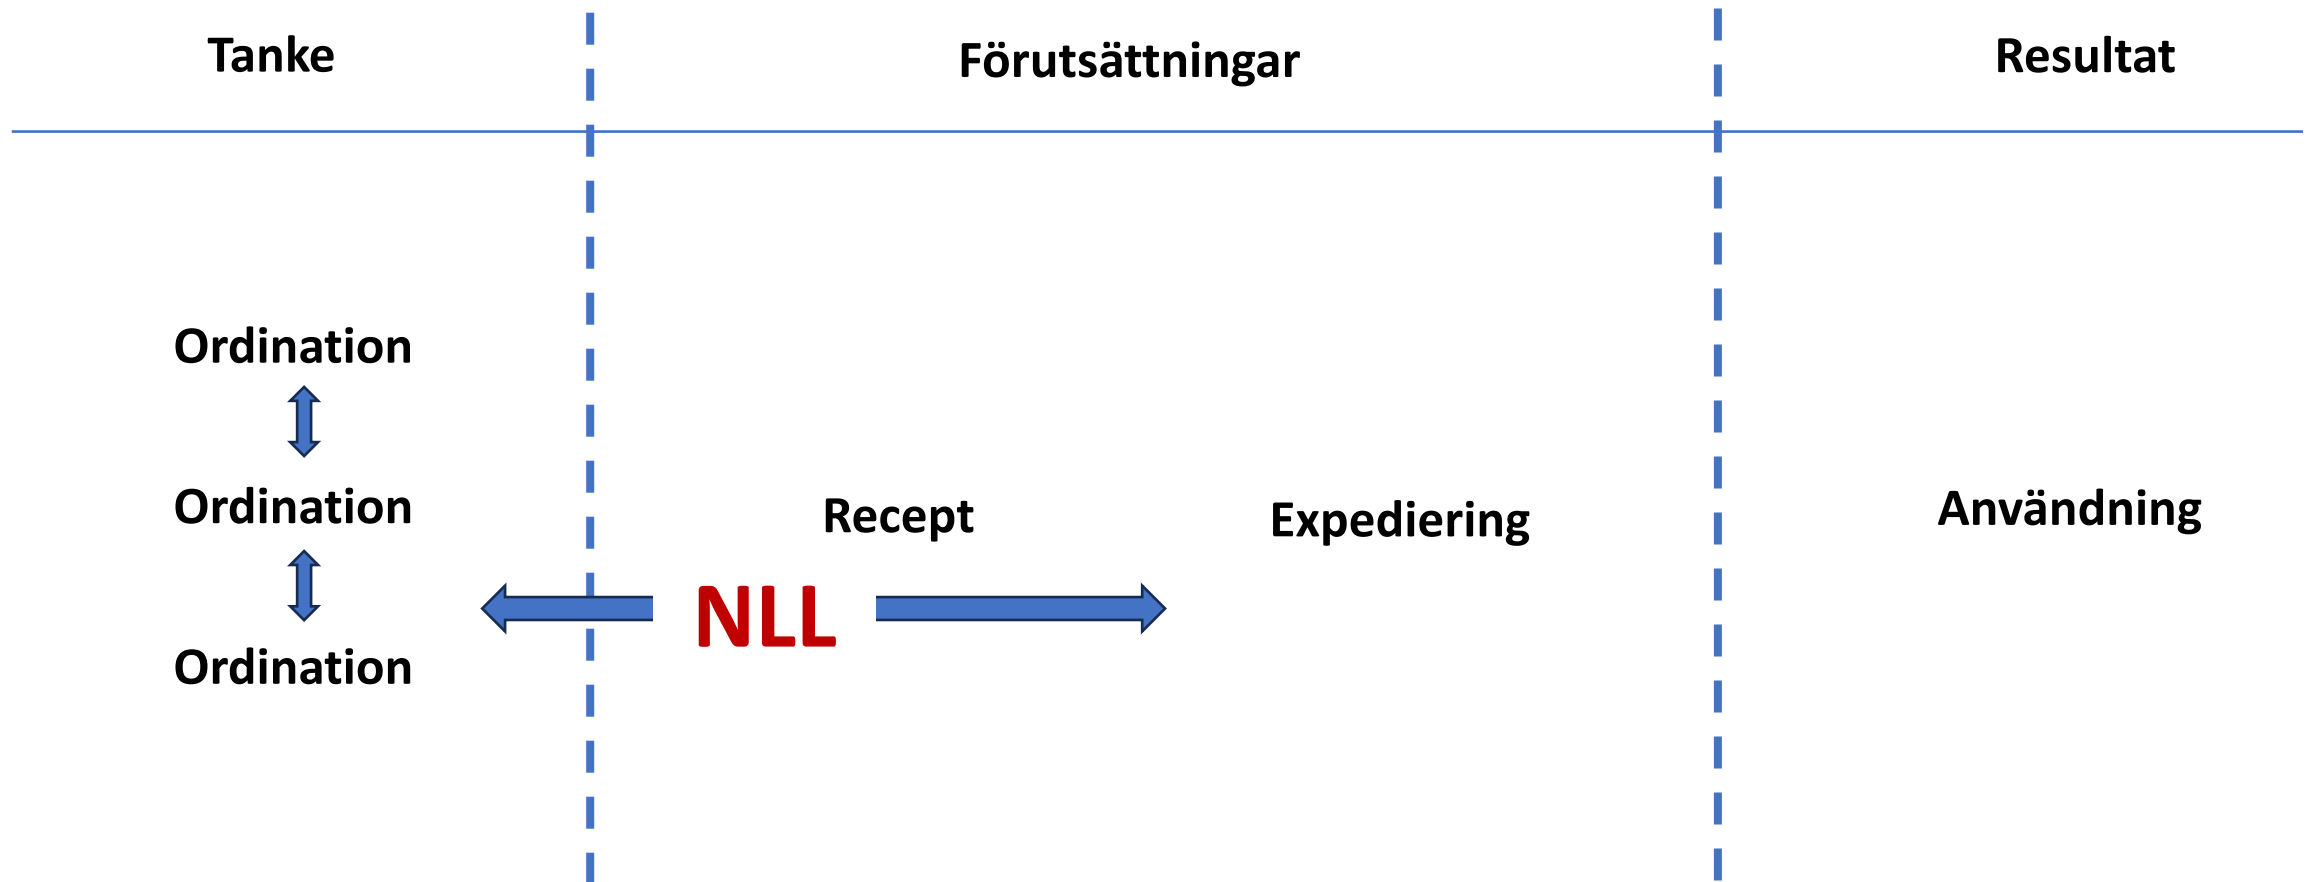 Tanke
Förutsättningar
Resultat
Ordination
Ordination
Recept
Expediering
Användning
NLL
Ordination